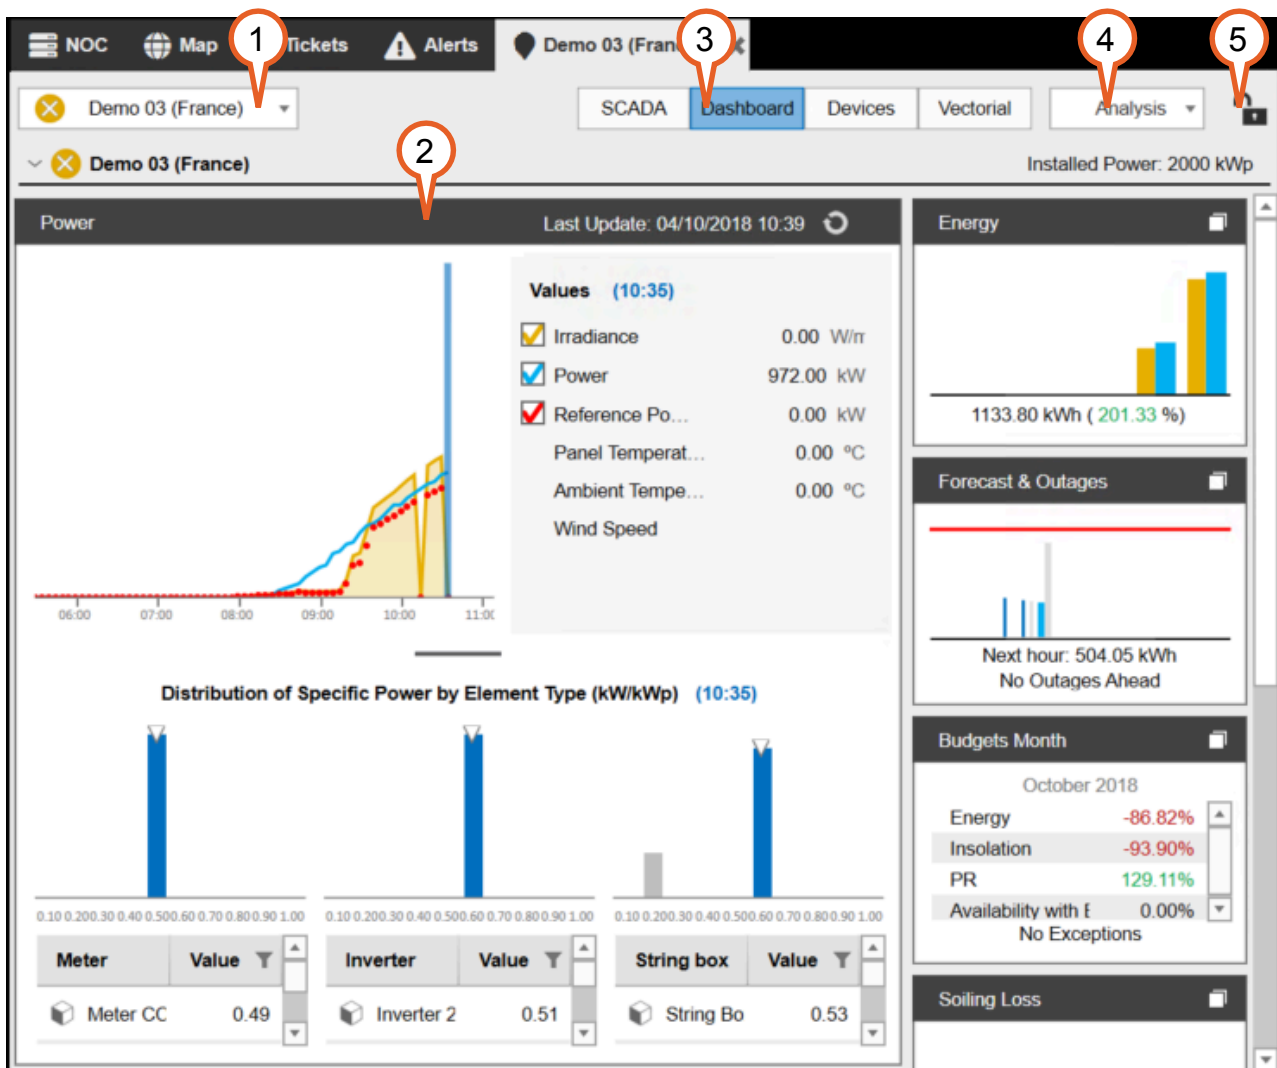 1
3
4
5
NOC
Map
Tickets
Alerts
Demo 03 (Fran
Demo 03 (France)
SCADA
Dashboard
Devices
Vectorial
Analysis
2
Demo 03 (France)
Installed Power: 2000 kWp
Power
Last Update: 04/10/2018 10:39
Values (10:35)
Irradiance 0.00 W/m
Power 972.00 kW
Reference Po... 0.00 kW
Panel Temperat... 0.00 ºC
Ambient Tempe... 0.00 ºC
Wind Speed
06:00 07:00 08:00 09:00 10:00 11:00
Distribution of Specific Power by Element Type (kW/kWp) (10:35)
0.10 0.20 0.30 0.40 0.50 0.60 0.70 0.80 0.90 1.00
0.10 0.20 0.30 0.40 0.50 0.60 0.70 0.80 0.90 1.00
0.10 0.20 0.30 0.40 0.50 0.60 0.70 0.80 0.90 1.00
Meter Value
Meter CC 0.49
Inverter Value
Inverter 2 0.51
String box Value
String Bo 0.53
Energy
1133.80 kWh ( 201.33 %)
Forecast & Outages
Next hour: 504.05 kWh
No Outages Ahead
Budgets Month
October 2018
Energy -86.82%
Insolation -93.90%
PR 129.11%
Availability with E 0.00%
No Exceptions
Soiling Loss